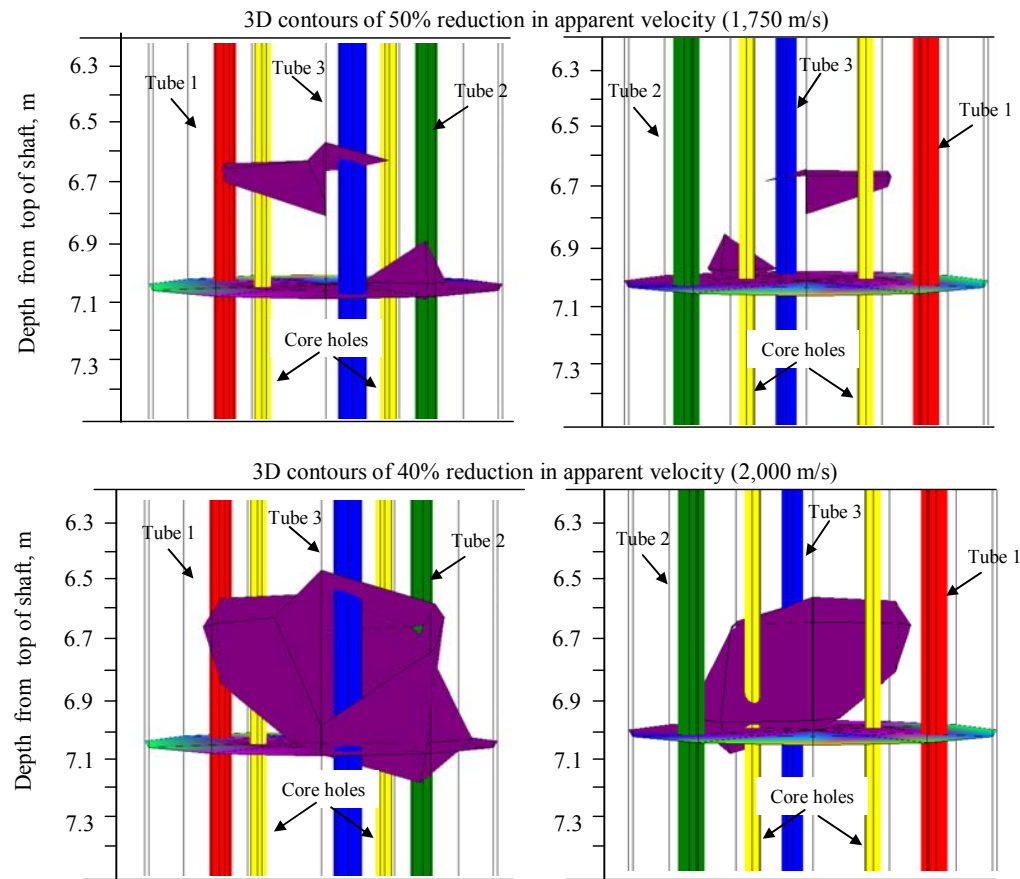 3D contours of 50% reduction in apparent velocity (1,750 m/s)
Depth from top of shaft, m
6.3
6.5
6.7
6.9
7.1
7.3
Tube 1
Tube 3
Tube 2
Core holes
6.3
6.5
6.7
6.9
7.1
7.3
Tube 2
Tube 3
Tube 1
Core holes
3D contours of 40% reduction in apparent velocity (2,000 m/s)
Depth from top of shaft, m
6.3
6.5
6.7
6.9
7.1
7.3
Tube 1
Tube 3
Tube 2
Core holes
6.3
6.5
6.7
6.9
7.1
7.3
Tube 2
Tube 3
Tube 1
Core holes